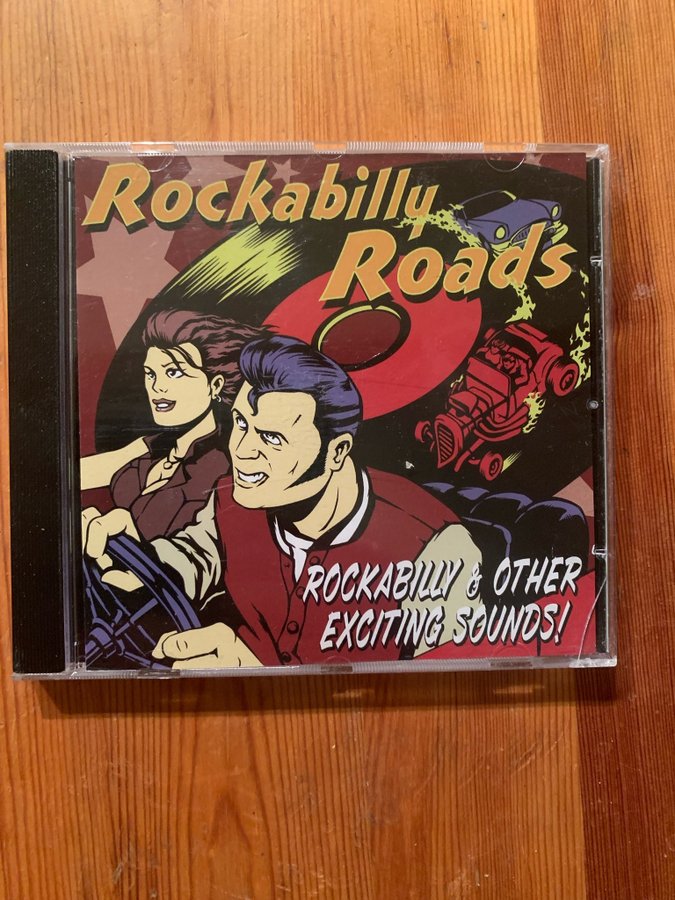 Rockabilly
Roads
ROCKABILLY & OTHER
EXCITING SOUNDS!